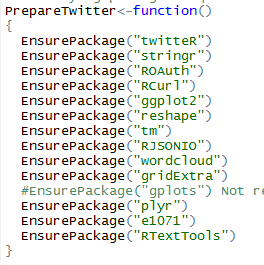 PrepareTwitter<-function()
{
  EnsurePackage("twitteR")
  EnsurePackage("stringr")
  EnsurePackage("ROAuth")
  EnsurePackage("RCurl")
  EnsurePackage("ggplot2")
  EnsurePackage("reshape")
  EnsurePackage("tm")
  EnsurePackage("RJSONIO")
  EnsurePackage("wordcloud")
  EnsurePackage("gridExtra")
  #EnsurePackage("gplots") Not re
  EnsurePackage("plyr")
  EnsurePackage("e1071")
  EnsurePackage("RTextTools")
}